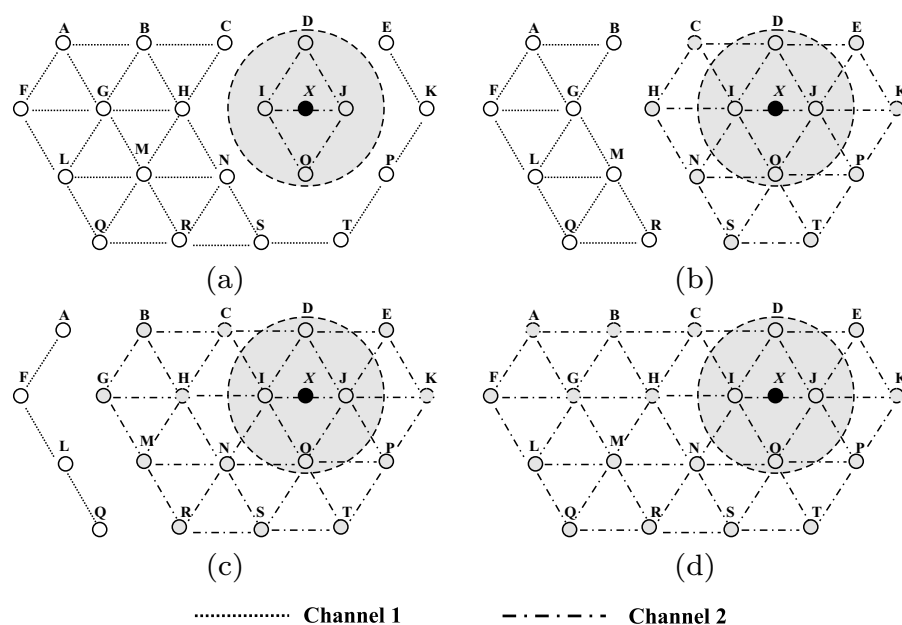 A B C D E
F G H I X J K
L M N O P
Q R S T
(a)
A B C D E
F G H I X J K
L M N O P
Q R S T
(b)
A B C D E
F G H I X J K
L M N O P
Q R S T
(c)
A B C D E
F G H I X J K
L M N O P
Q R S T
(d)
Channel 1 Channel 2